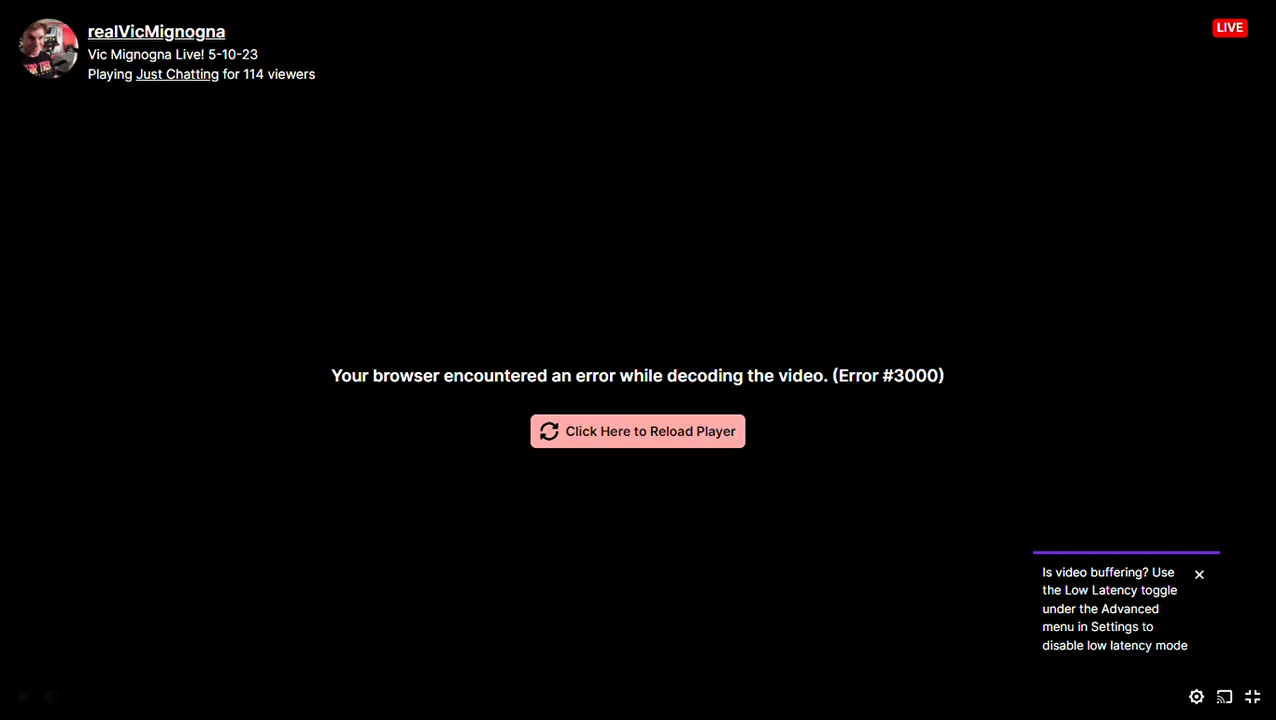 realVicMignogna
LIVE
Vic Mignogna Live! 5-10-23
Playing Just Chatting for 114 viewers
Your browser encountered an error while decoding the video. (Error #3000)
Click Here to Reload Player
Is video buffering? Use
the Low Latency toggle
under the Advanced
menu in Settings to
disable low latency mode